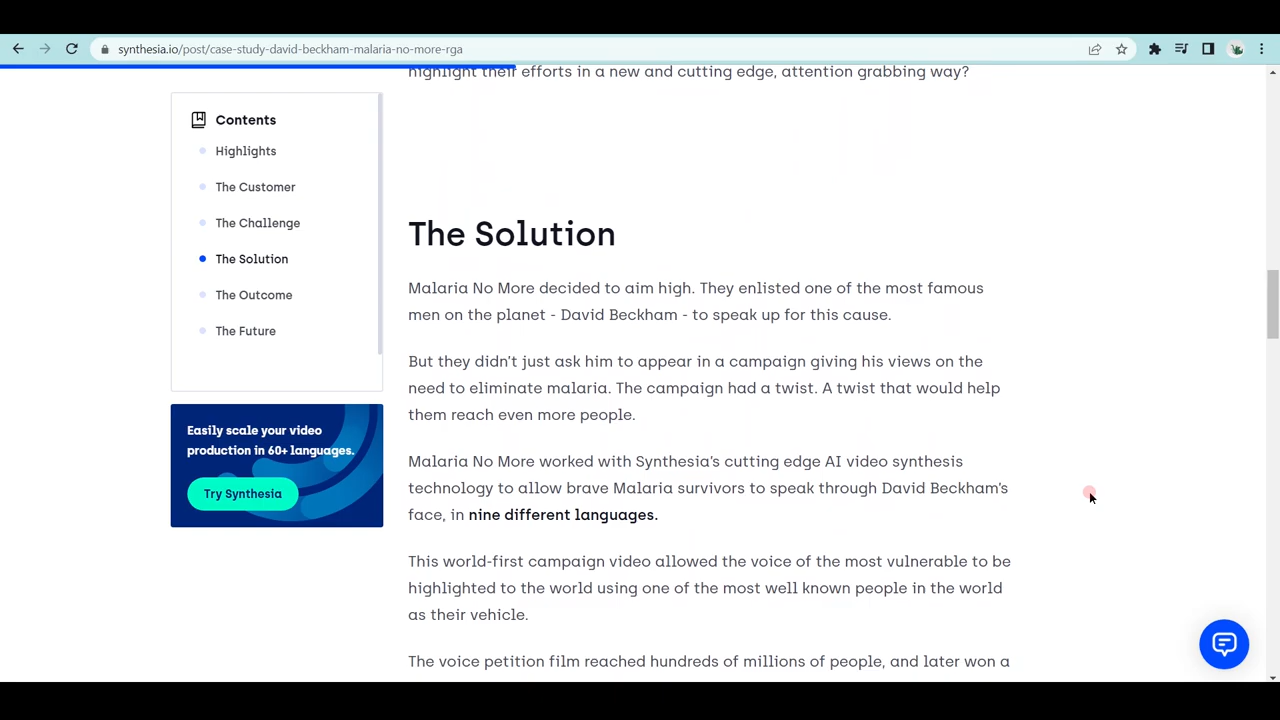 synthesia.io/post/case-study-david-beckham-malaria-no-more-rga
highlight their efforts in a new and cutting edge, attention grabbing way?
Contents
Highlights
The Customer
The Challenge
The Solution
The Outcome
The Future
Easily scale your video
production in 60+ languages.
Try Synthesia
The Solution
Malaria No More decided to aim high. They enlisted one of the most famous
men on the planet - David Beckham - to speak up for this cause.
But they didn't just ask him to appear in a campaign giving his views on the
need to eliminate malaria. The campaign had a twist. A twist that would help
them reach even more people.
Malaria No More worked with Synthesia's cutting edge AI video synthesis
technology to allow brave Malaria survivors to speak through David Beckham's
face, in nine different languages.
This world-first campaign video allowed the voice of the most vulnerable to be
highlighted to the world using one of the most well known people in the world
as their vehicle.
The voice petition film reached hundreds of millions of people, and later won a